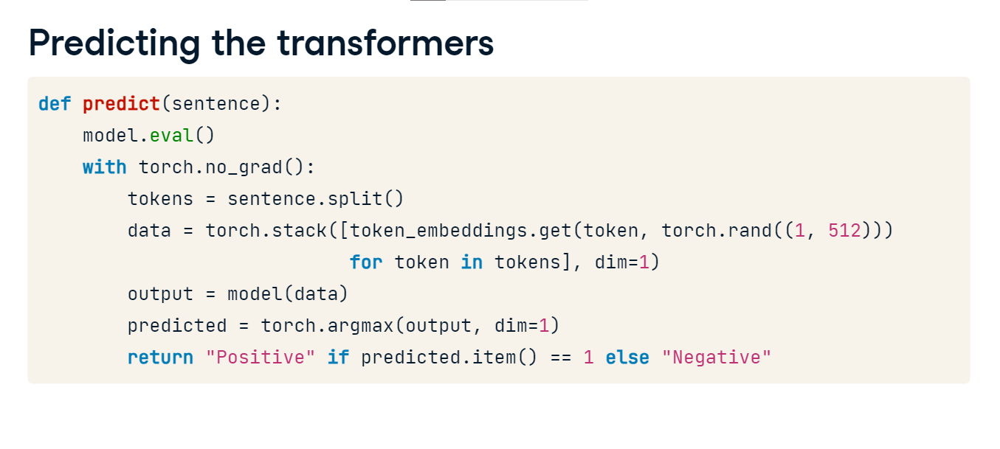 Predicting the transformers
def predict(sentence):
    model.eval()
    with torch.no_grad():
        tokens = sentence.split()
        data = torch.stack([token_embeddings.get(token, torch.rand((1, 512)))
                            for token in tokens], dim=1)
        output = model(data)
        predicted = torch.argmax(output, dim=1)
        return "Positive" if predicted.item() == 1 else "Negative"